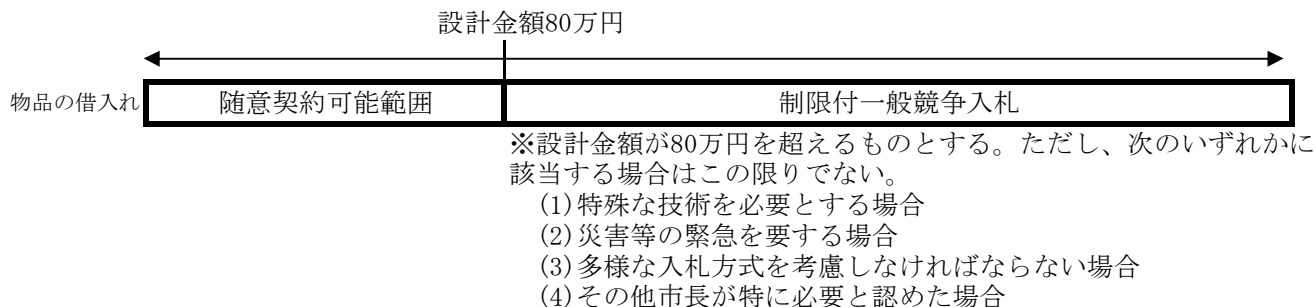 設計金額80万円
物品の借入れ
随意契約可能範囲
制限付一般競争入札
※設計金額が80万円を超えるものとする。ただし、次のいずれかに
該当する場合はこの限りでない。
(1)特殊な技術を必要とする場合
(2)災害等の緊急を要する場合
(3)多様な入札方式を考慮しなければならない場合
(4)その他市長が特に必要と認めた場合